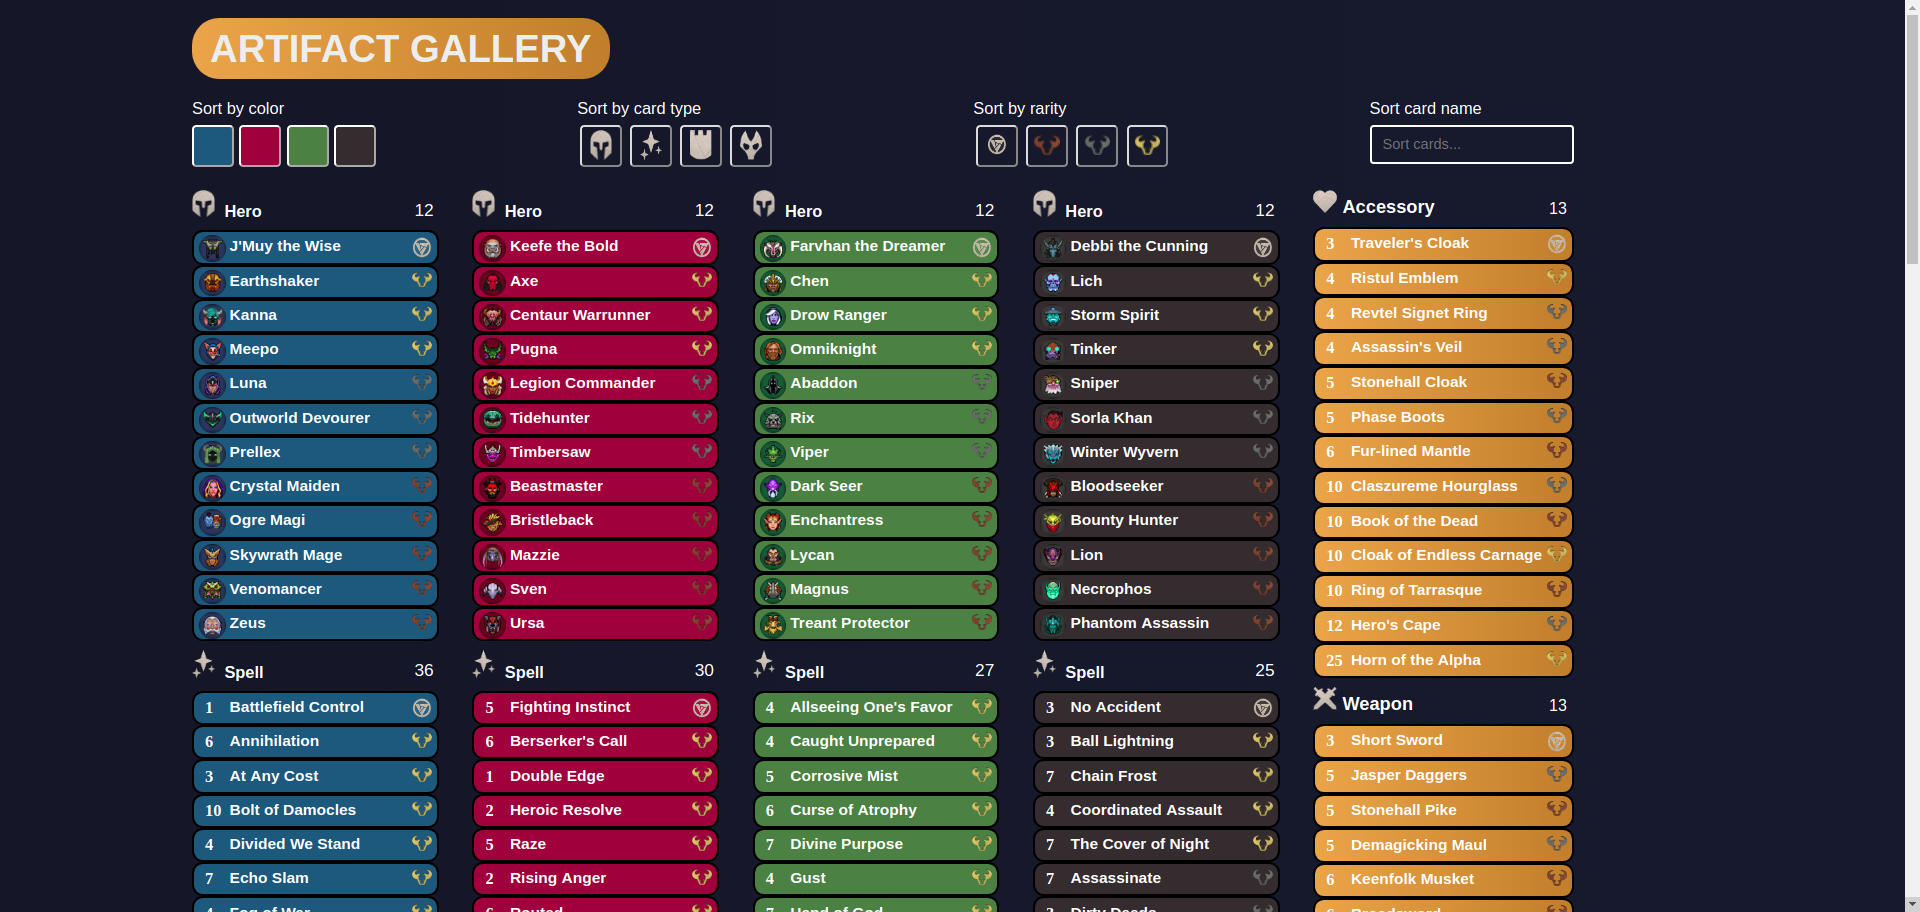 ARTIFACT GALLERY
Sort by color
Sort by card type
Sort by rarity
Sort card name
Sort cards...
Hero 12
J'Muy the Wise
Earthshaker
Kanna
Meepo
Luna
Outworld Devourer
Prellex
Crystal Maiden
Ogre Magi
Skywrath Mage
Venomancer
Zeus
Spell 36
1 Battlefield Control
6 Annihilation
3 At Any Cost
10 Bolt of Damocles
4 Divided We Stand
7 Echo Slam
4 Fog of War
Hero 12
Keefe the Bold
Axe
Centaur Warrunner
Pugna
Legion Commander
Tidehunter
Timbersaw
Beastmaster
Bristleback
Mazzie
Sven
Ursa
Spell 30
5 Fighting Instinct
6 Berserker's Call
1 Double Edge
2 Heroic Resolve
5 Raze
2 Rising Anger
6 Routed
Hero 12
Farvhan the Dreamer
Chen
Drow Ranger
Omniknight
Abaddon
Rix
Viper
Dark Seer
Enchantress
Lycan
Magnus
Treant Protector
Spell 27
4 Allseeing One's Favor
4 Caught Unprepared
5 Corrosive Mist
6 Curse of Atrophy
7 Divine Purpose
4 Gust
7 Hand of God
Hero 12
Debbi the Cunning
Lich
Storm Spirit
Tinker
Sniper
Sorla Khan
Winter Wyvern
Bloodseeker
Bounty Hunter
Lion
Necrophos
Phantom Assassin
Spell 25
3 No Accident
3 Ball Lightning
7 Chain Frost
4 Coordinated Assault
7 The Cover of Night
7 Assassinate
3 Dirty Deeds
Accessory 13
3 Traveler's Cloak
4 Ristul Emblem
4 Revtel Signet Ring
4 Assassin's Veil
5 Stonehall Cloak
5 Phase Boots
6 Fur-lined Mantle
10 Claszureme Hourglass
10 Book of the Dead
10 Cloak of Endless Carnage
10 Ring of Tarrasque
12 Hero's Cape
25 Horn of the Alpha
Weapon 13
3 Short Sword
5 Jasper Daggers
5 Stonehall Pike
5 Demagicking Maul
6 Keenfolk Musket
6 Broadsword